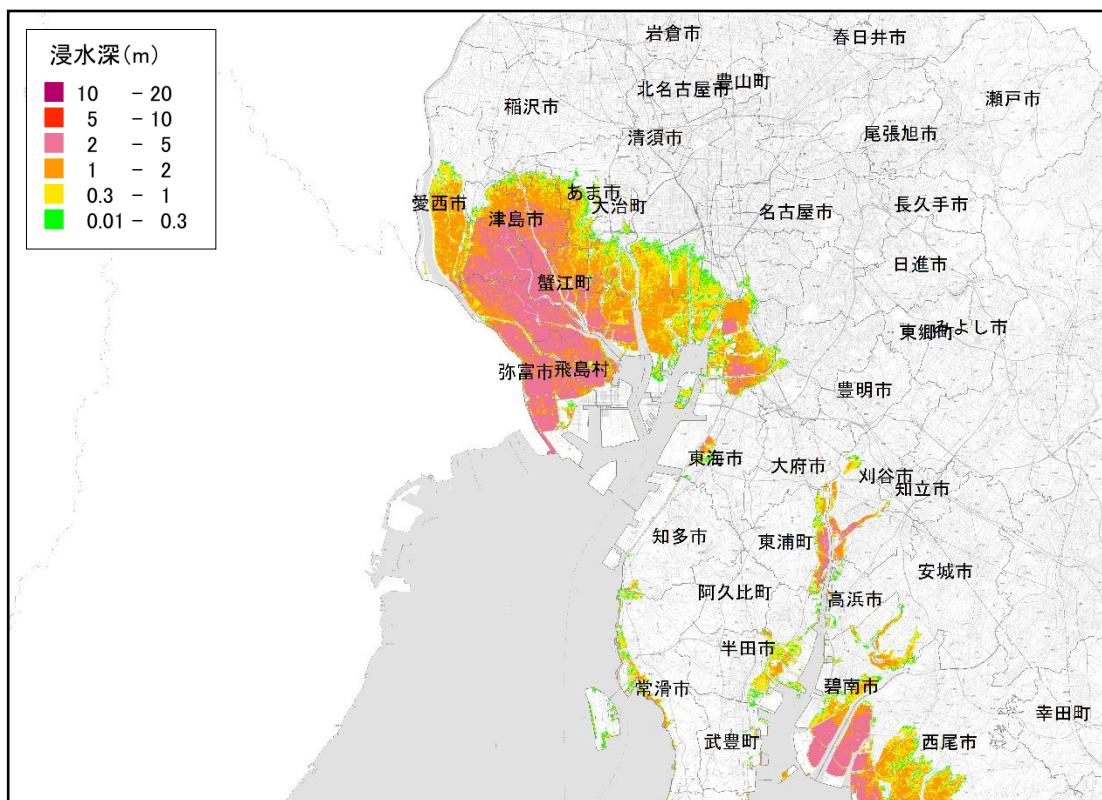 浸水深(m)
10 - 20
5 - 10
2 - 5
1 - 2
0.3 - 1
0.01 - 0.3
岩倉市
春日井市
北名古屋市
豊山町
稲沢市
瀬戸市
清須市
尾張旭市
あま市
大治町
愛西市
津島市
名古屋市
長久手市
日進市
蟹江町
東郷町
みよし市
弥富市
飛島村
豊明市
東海市
大府市
刈谷市
知立市
知多市
東浦町
安城市
阿久比町
高浜市
半田市
常滑市
碧南市
幸田町
武豊町
西尾市